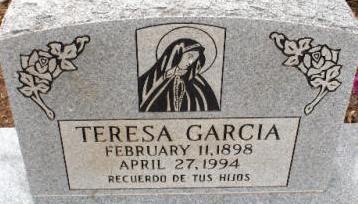 TERESA GARCIA
FEBRUARY 11, 1898
APRIL 27, 1994
RECUERDO DE TUS HIJOS